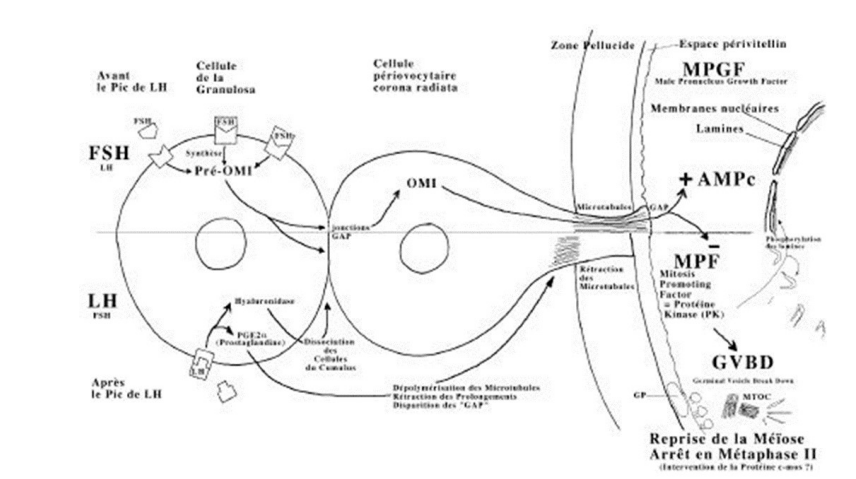 Avant
le Pic de LH
Cellule
de la
Granulosa
Cellule
périovocytaire
corona radiata
Zone Pellucide
Espace périvitellin
MPGF
Male Pronucleus Growth Factor
Membranes nucléaires
Lamines
FSH
FSH
FSH
FSH
LH
Synthèse
Pré-OMI
OMI
+ AMPc
Microtubules
GAP
jonctions
GAP
Phosphorylation
des lamines
MPF
Mitosis
Promoting
Factor
= Protéine
Kinase (PK)
Rétraction
des
Microtubules
LH
FSH
Hyaluronidase
PGE2α
(Prostaglandine)
Dissociation
des
Cellules
du Cumulus
LH
GVBD
Germinal Vesicle Break Down
Après
le Pic de LH
Dépolymérisation des Microtubules
Rétraction des Prolongements
Disparition des "GAP"
GP
MTOC
Reprise de la Méïose
Arrêt en Métaphase II
(Intervention de la Protéine c-mos ?)